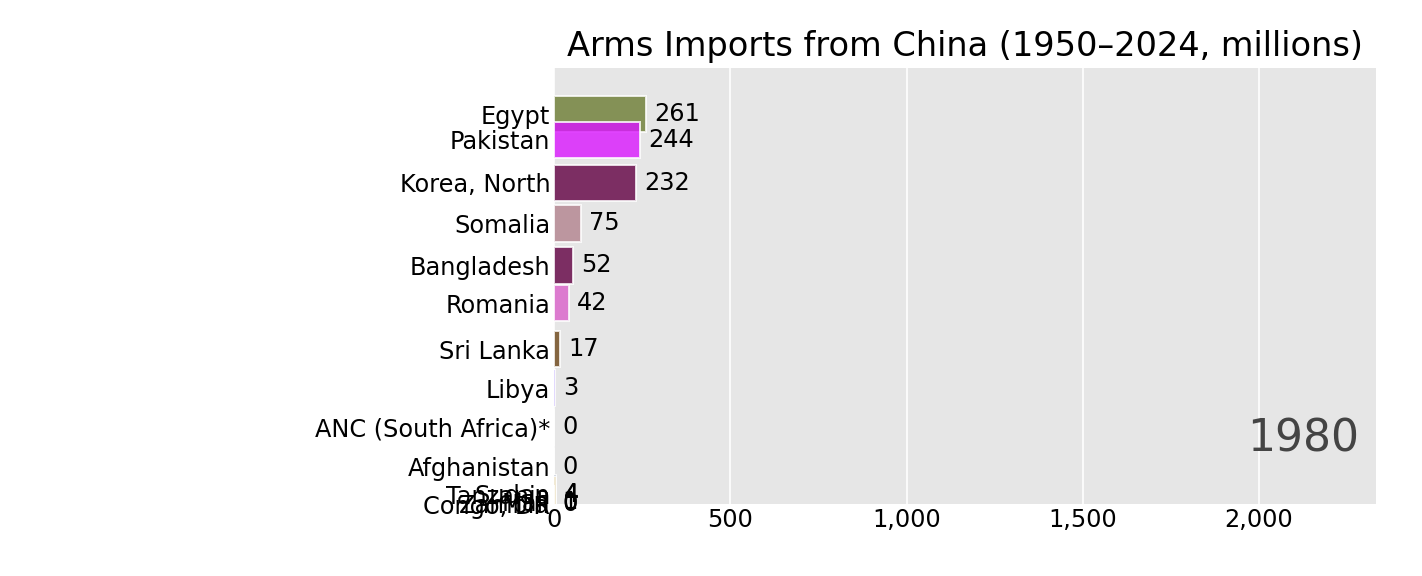 Arms Imports from China (1950–2024, millions)
Egypt 261
Pakistan 244
Korea, North 232
Somalia 75
Bangladesh 52
Romania 42
Sri Lanka 17
Libya 3
ANC (South Africa)* 0
1980
Afghanistan 0
0 500 1,000 1,500 2,000